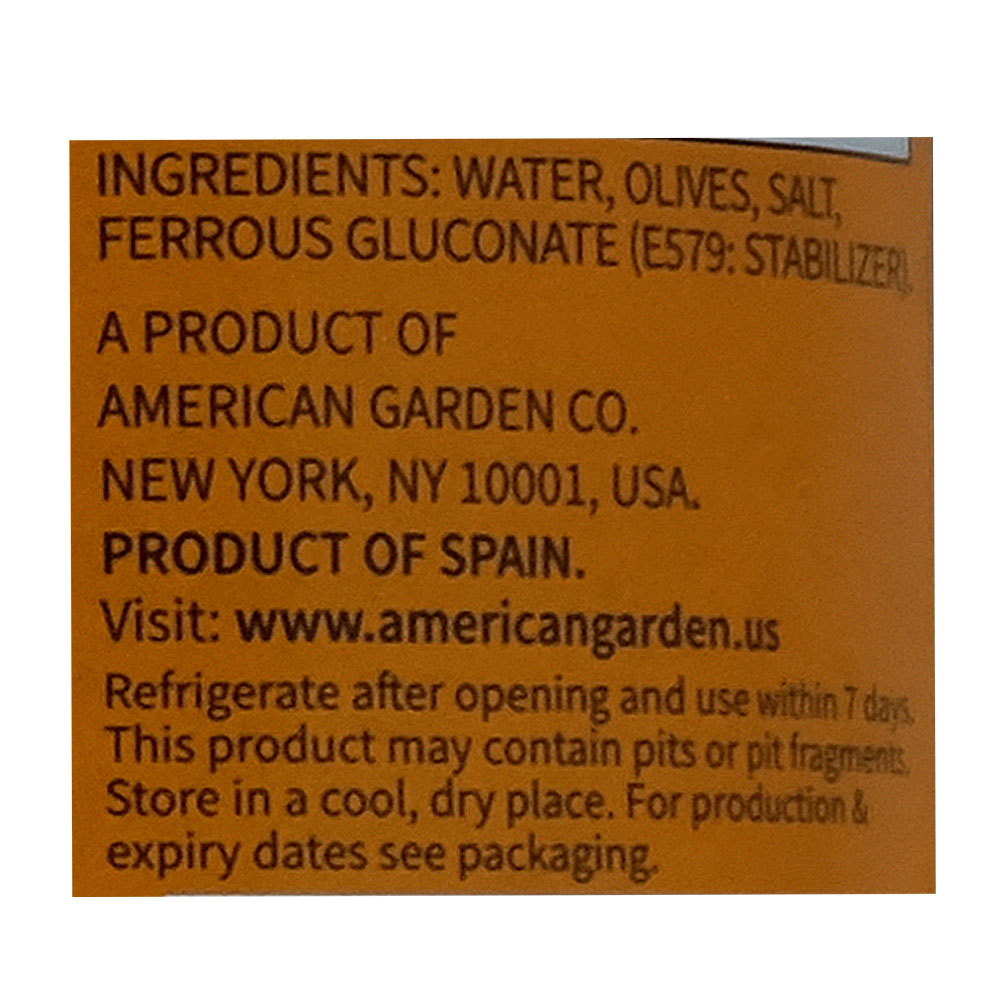 INGREDIENTS: WATER, OLIVES, SALT,
FERROUS GLUCONATE (E579: STABILIZER).
A PRODUCT OF
AMERICAN GARDEN CO.
NEW YORK, NY 10001, USA.
PRODUCT OF SPAIN.
Visit: www.americangarden.us
Refrigerate after opening and use within 7 days.
This product may contain pits or pit fragments.
Store in a cool, dry place. For production &
expiry dates see packaging.